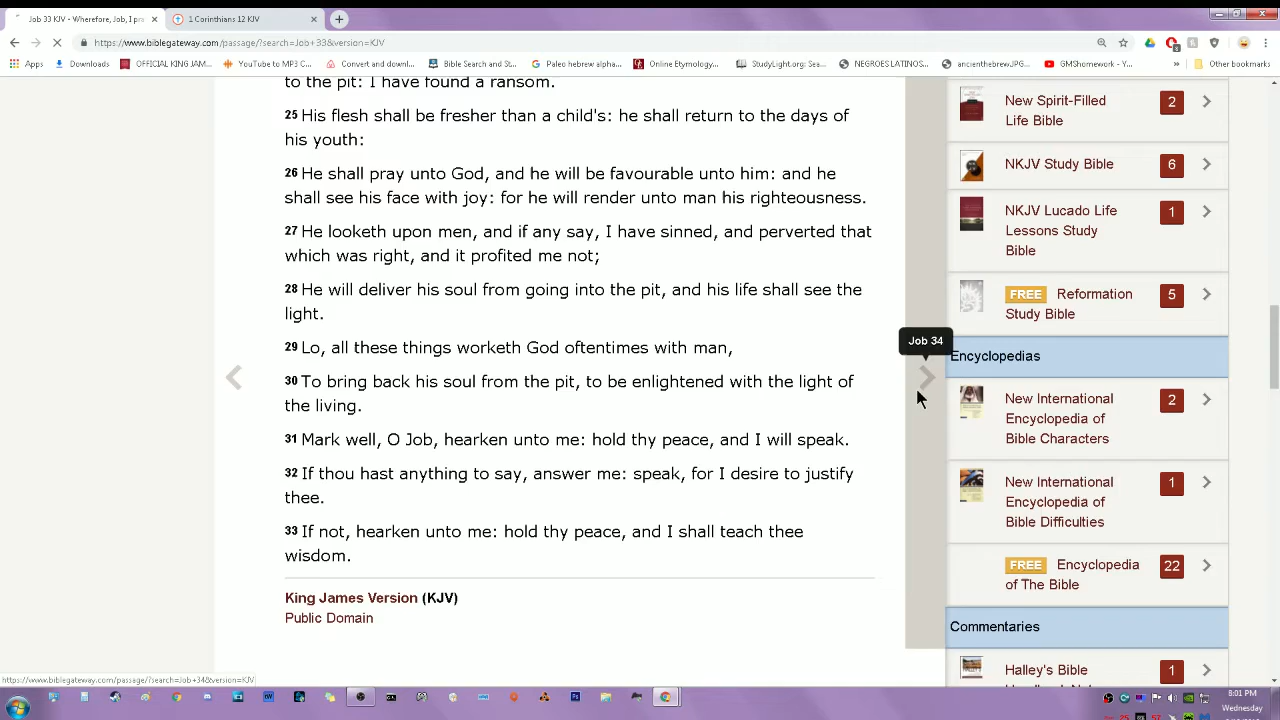 Job 33 KJV - Wherefore, Job, I pr
1 Corinthians 12 KJV
https://www.biblegateway.com/passage/?search=Job+33&version=KJV
Apps
Downloads
OFFICIAL KING JAM...
YouTube to MP3 C...
Convert and downl...
Bible Search and St...
Paleo hebrew alpha...
Online Etymology...
StudyLight.org: Sea...
NEGROES LATINOS...
ancienthebrewJPG...
GMShomework - Y...
Other bookmarks
to the pit: I have found a ransom.
25 His flesh shall be fresher than a child's: he shall return to the days of
his youth:
26 He shall pray unto God, and he will be favourable unto him: and he
shall see his face with joy: for he will render unto man his righteousness.
27 He looketh upon men, and if any say, I have sinned, and perverted that
which was right, and it profited me not;
28 He will deliver his soul from going into the pit, and his life shall see the
light.
29 Lo, all these things worketh God oftentimes with man,
30 To bring back his soul from the pit, to be enlightened with the light of
the living.
31 Mark well, O Job, hearken unto me: hold thy peace, and I will speak.
32 If thou hast anything to say, answer me: speak, for I desire to justify
thee.
33 If not, hearken unto me: hold thy peace, and I shall teach thee
wisdom.
King James Version (KJV)
Public Domain
Job 34
New Spirit-Filled
Life Bible
2
NKJV Study Bible
6
NKJV Lucado Life
Lessons Study
Bible
1
FREE Reformation
Study Bible
5
Encyclopedias
New International
Encyclopedia of
Bible Characters
2
New International
Encyclopedia of
Bible Difficulties
1
FREE Encyclopedia
of The Bible
22
Commentaries
Halley's Bible
1
https://www.biblegateway.com/passage/?search=Job+34&version=KJV
8:01 PM
Wednesday